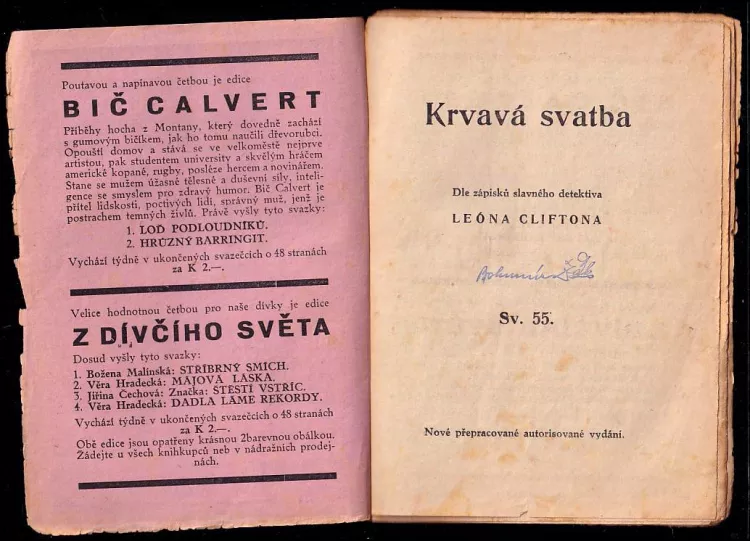 Poutavou a napínavou četbou je edice
BIČ CALVERT
Příběhy hocha z Montany, který dovedně zachází
s gumovým bičíkem, jak ho tomu naučili dřevorubci.
Opouští domov a stává se ve velkoměstě nejprve
artistou, pak studentem university a skvělým hráčem
americké kopané, rugby, posléze hercem a novinářem.
Stane se mužem úžasné tělesné a duševní síly, inteli-
gence se smyslem pro zdravý humor. Bič Calvert je
přítel lidskosti, poctivých lidí, správný muž, jenž je
postrachem temných živlů. Právě vyšly tyto svazky:
1. LOĎ PODLOUDNÍKŮ.
2. HRŮZNÝ BARRINGIT.
Vychází týdně v ukončených svazečcích o 48 stranách
za K 2.—.
Velice hodnotnou četbou pro naše dívky je edice
Z DÍVČÍHO SVĚTA
Dosud vyšly tyto svazky:
1. Božena Malinská: STŘÍBRNÝ SMÍCH.
2. Věra Hradecká: MÁJOVÁ LÁSKA.
3. Jiřina Čechová: Značka: ŠTĚSTÍ VSTŘÍC.
4. Věra Hradecká: DÁDLA LÁME REKORDY.
Vychází týdně v ukončených svazečcích o 48 stranách
za K 2.—.
Obě edice jsou opatřeny krásnou 2barevnou obálkou.
Žádejte u všech knihkupců neb v nádražních prodej-
nách.
Krvavá svatba
Dle zápisků slavného detektiva
LEÓNA CLIFTONA
Sv. 55.
Nové přepracované autorisované vydání.